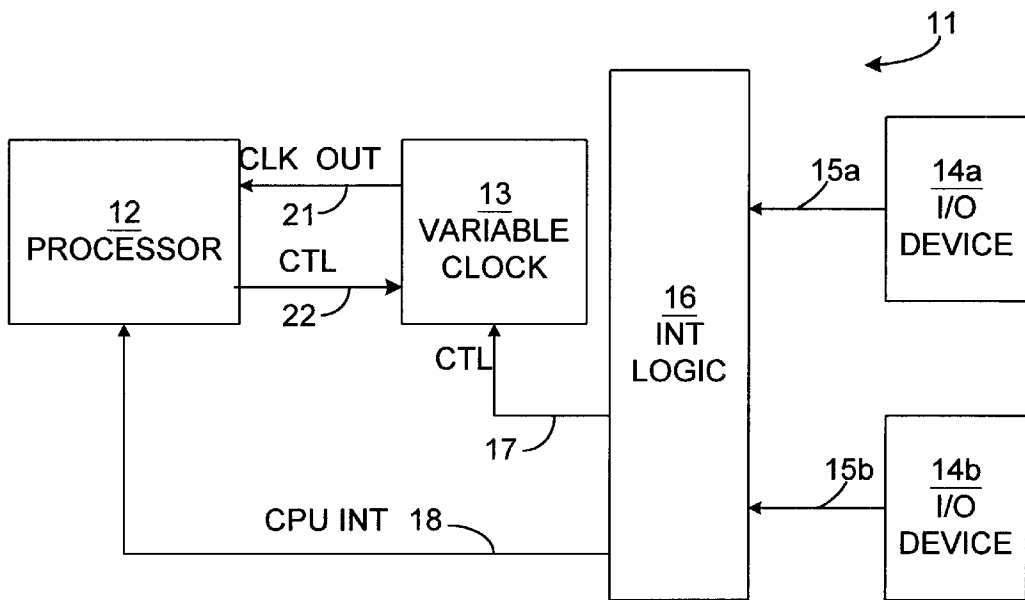 11
12
PROCESSOR
CLK OUT
21
CTL
22
13
VARIABLE
CLOCK
CTL
17
CPU INT 18
16
INT
LOGIC
15a
14a
I/O
DEVICE
15b
14b
I/O
DEVICE